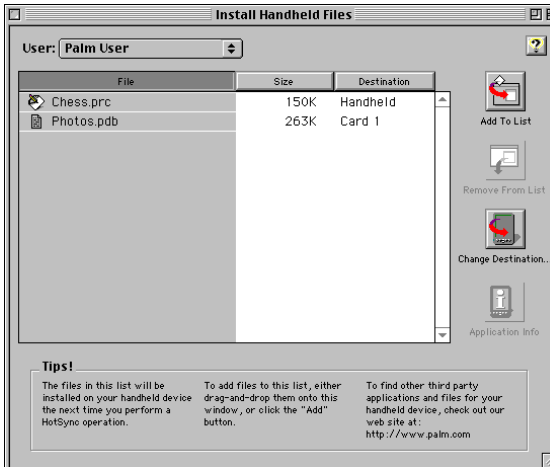 Install Handheld Files
User: Palm User
File Size Destination
Chess.prc 150K Handheld
Photos.pdb 263K Card 1
Add To List
Remove From List
Change Destination..
Application Info
Tips!
The files in this list will be
installed on your handheld device
the next time you perform a
HotSync operation.
To add files to this list, either
drag-and-drop them onto this
window, or click the "Add"
button.
To find other third party
applications and files for your
handheld device, check out our
web site at:
http://www.palm.com